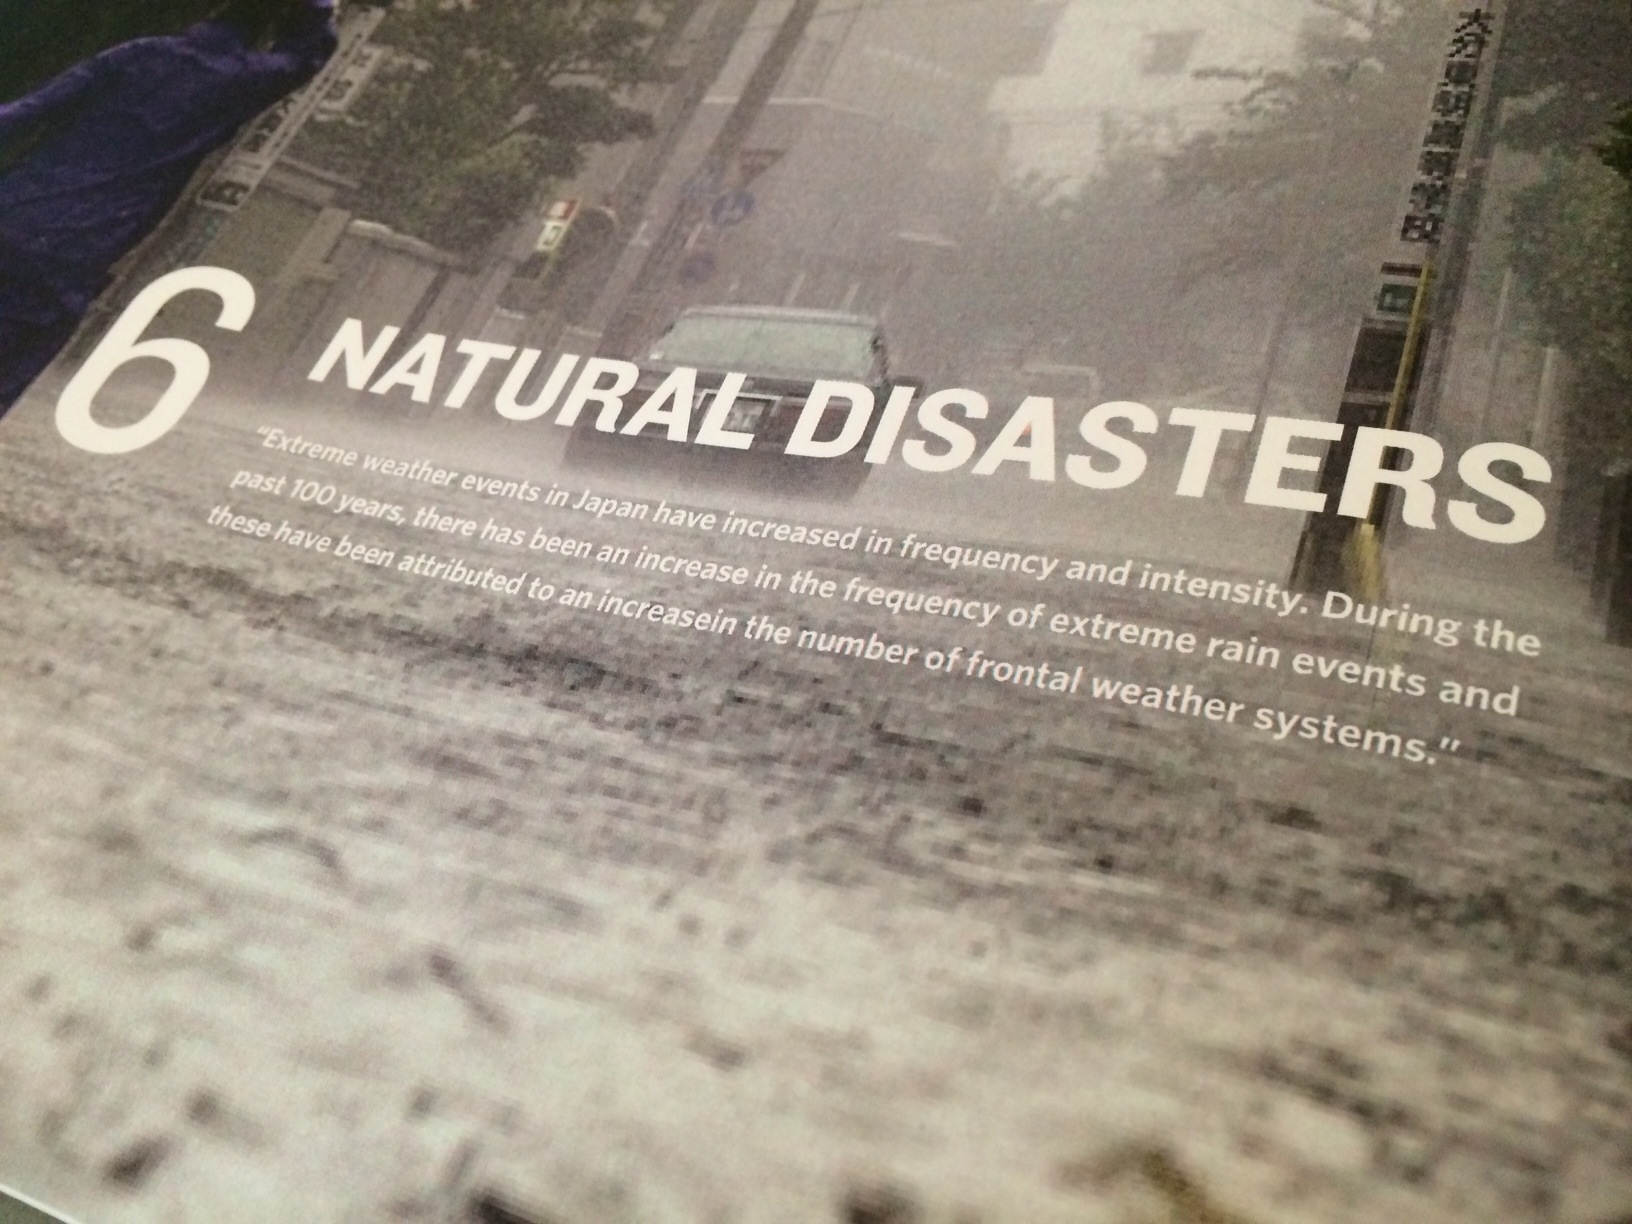 6
NATURAL DISASTERS
“Extreme weather events in Japan have increased in frequency and intensity. During the
past 100 years, there has been an increase in the frequency of extreme rain events and
these have been attributed to an increasein the number of frontal weather systems.”